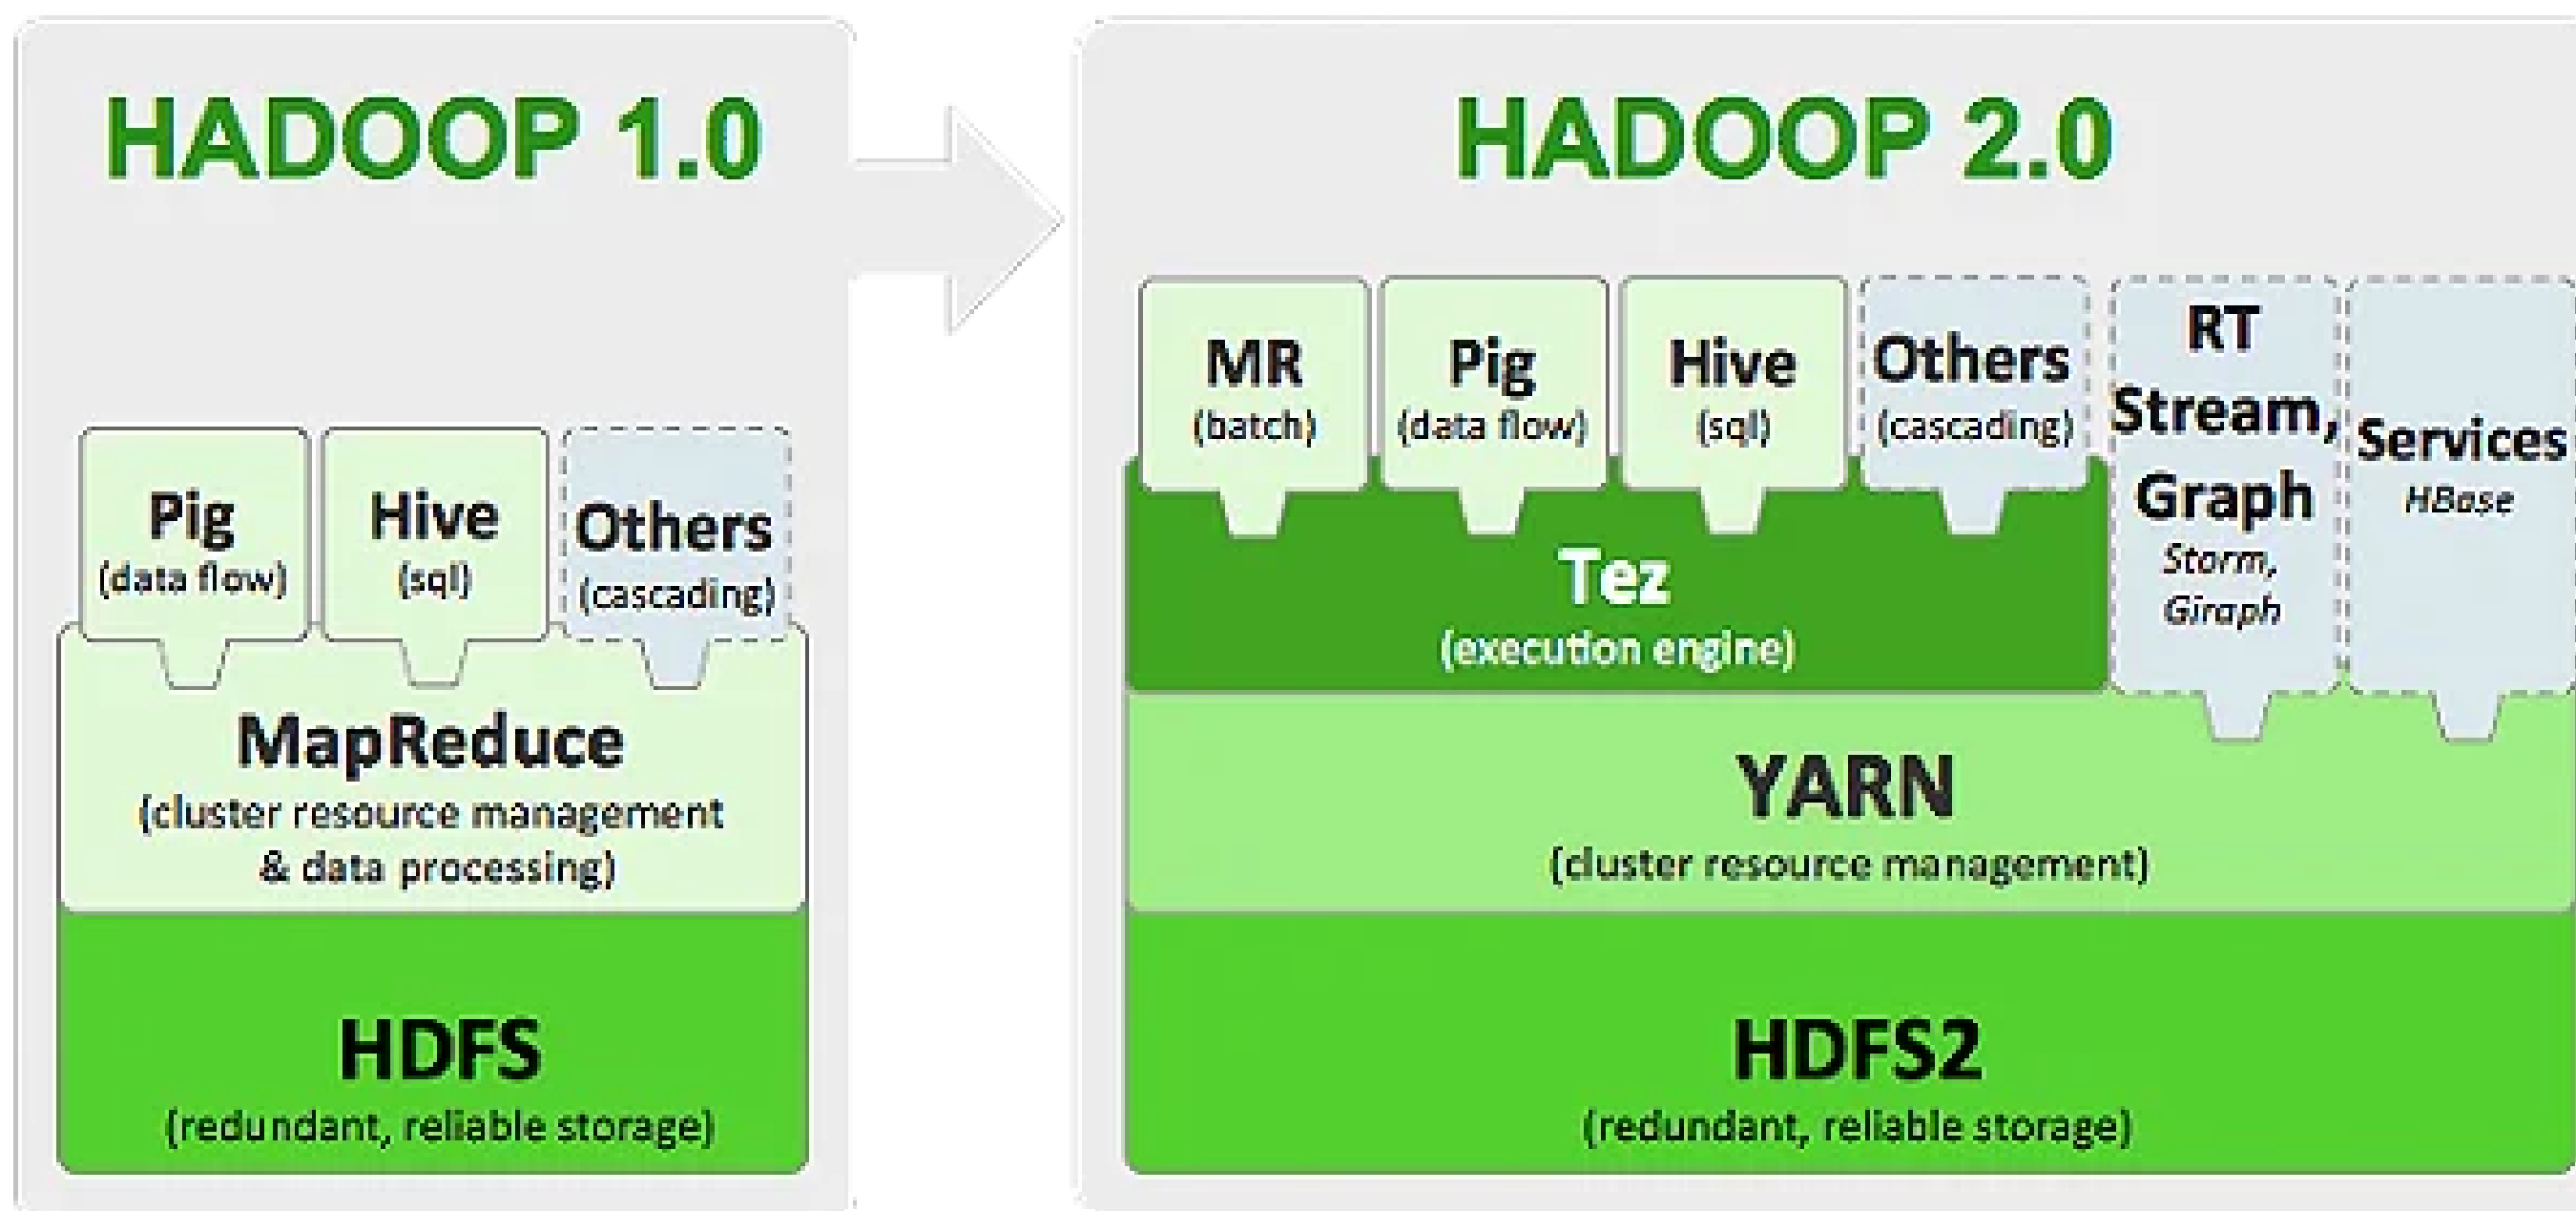 HADOOP 1.0
Pig
(data flow)
Hive
(sql)
Others
(cascading)
MapReduce
(cluster resource management
& data processing)
HDFS
(redundant, reliable storage)
HADOOP 2.0
MR
(batch)
Pig
(data flow)
Hive
(sql)
Others
(cascading)
RT
Stream,
Graph
Storm,
Giraph
Services
HBase
Tez
(execution engine)
YARN
(cluster resource management)
HDFS2
(redundant, reliable storage)